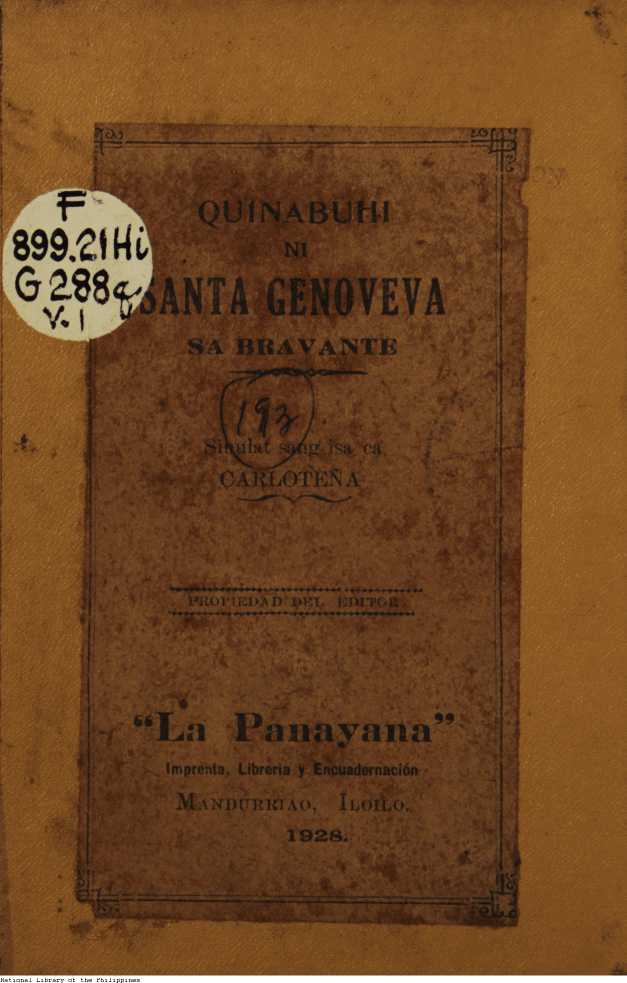 F
899.21Hi
G288q
V.1
QUINABUHI
NI
SANTA GENOVEVA
SA BRAVANTE
193
Sinulat sang isa ca
CARLOTEÑA
PROPIEDAD DEL EDITOR.
“La Panayana”
Imprenta, Libreria y Encuadernación
MANDURRIAO, ILOILO.
1928.
National Library of the Philippines